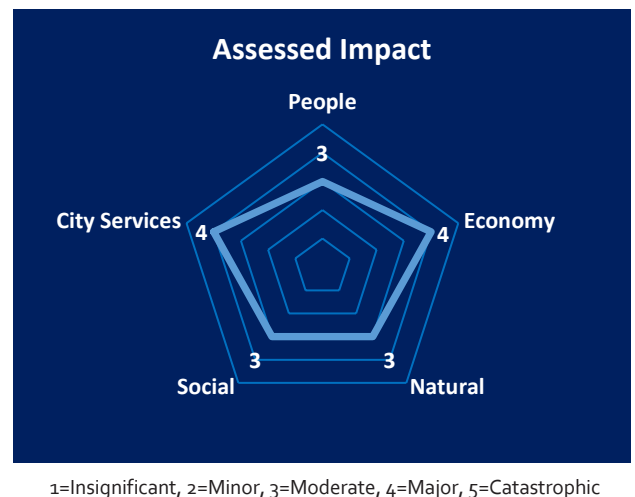 Assessed Impact
People
3
City Services
4
4
Economy
3
3
Social
Natural
1=Insignificant, 2=Minor, 3=Moderate, 4=Major, 5=Catastrophic